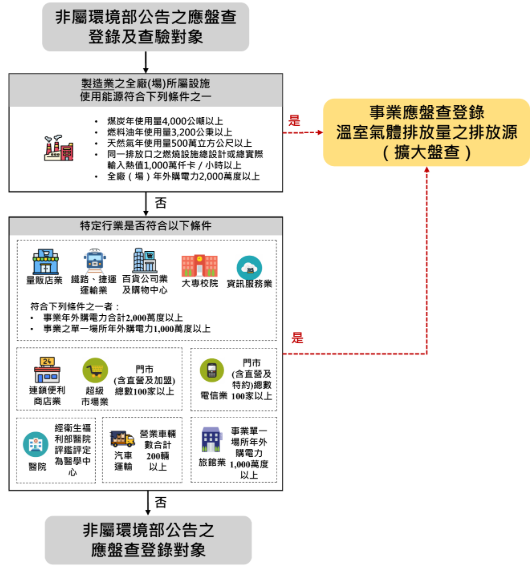 非屬環境部公告之應盤查
登錄及查驗對象
製造業之全廠(場)所屬設施
使用能源符合下列條件之一
• 煤炭年使用量4,000公噸以上
• 燃料油年使用量3,200公秉以上
• 天然氣年使用量500萬立方公尺以上
• 同一排放口之燃燒設施總設計或總實際
輸入熱值1,000萬仟卡／小時以上
• 全廠（場）年外購電力2,000萬度以上
是
事業應盤查登錄
溫室氣體排放量之排放源
（擴大盤查）
否
特定行業是否符合以下條件
量販店業
鐵路、捷運
運輸業
百貨公司業
及購物中心
大專校院
資訊服務業
符合下列條件之一者：
• 事業年外購電力合計2,000萬度以上
• 事業之單一場所年外購電力1,000萬度以上
是
24
連鎖便利
商店業
超級
市場業
門市
(含直營及加盟)
總數100家以上
電信業
門市
(含直營及
特約)總數
100家以上
醫院
經衛生福
利部醫院
評鑑評定
為醫學中
心
汽車
運輸
營業車輛
數合計
200輛
以上
旅館業
事業單一
場所年外
購電力
1,000萬度
以上
否
非屬環境部公告之
應盤查登錄對象